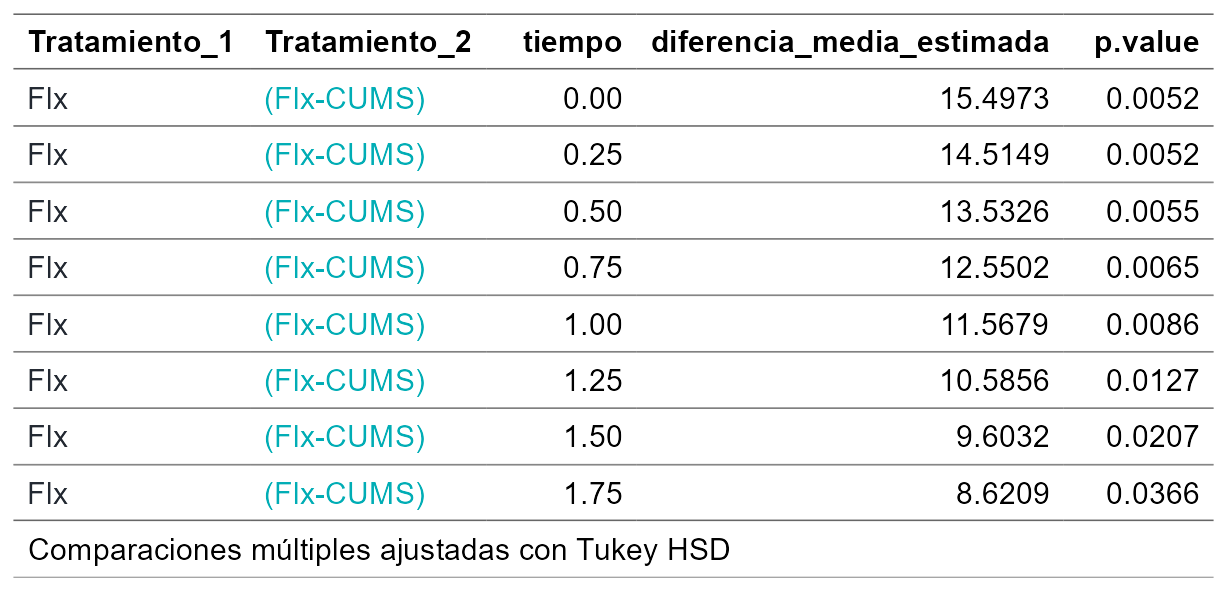 Tratamiento_1 Tratamiento_2 tiempo diferencia_media_estimada p.value
Flx (Flx-CUMS) 0.00 15.4973 0.0052
Flx (Flx-CUMS) 0.25 14.5149 0.0052
Flx (Flx-CUMS) 0.50 13.5326 0.0055
Flx (Flx-CUMS) 0.75 12.5502 0.0065
Flx (Flx-CUMS) 1.00 11.5679 0.0086
Flx (Flx-CUMS) 1.25 10.5856 0.0127
Flx (Flx-CUMS) 1.50 9.6032 0.0207
Flx (Flx-CUMS) 1.75 8.6209 0.0366
Comparaciones múltiples ajustadas con Tukey HSD